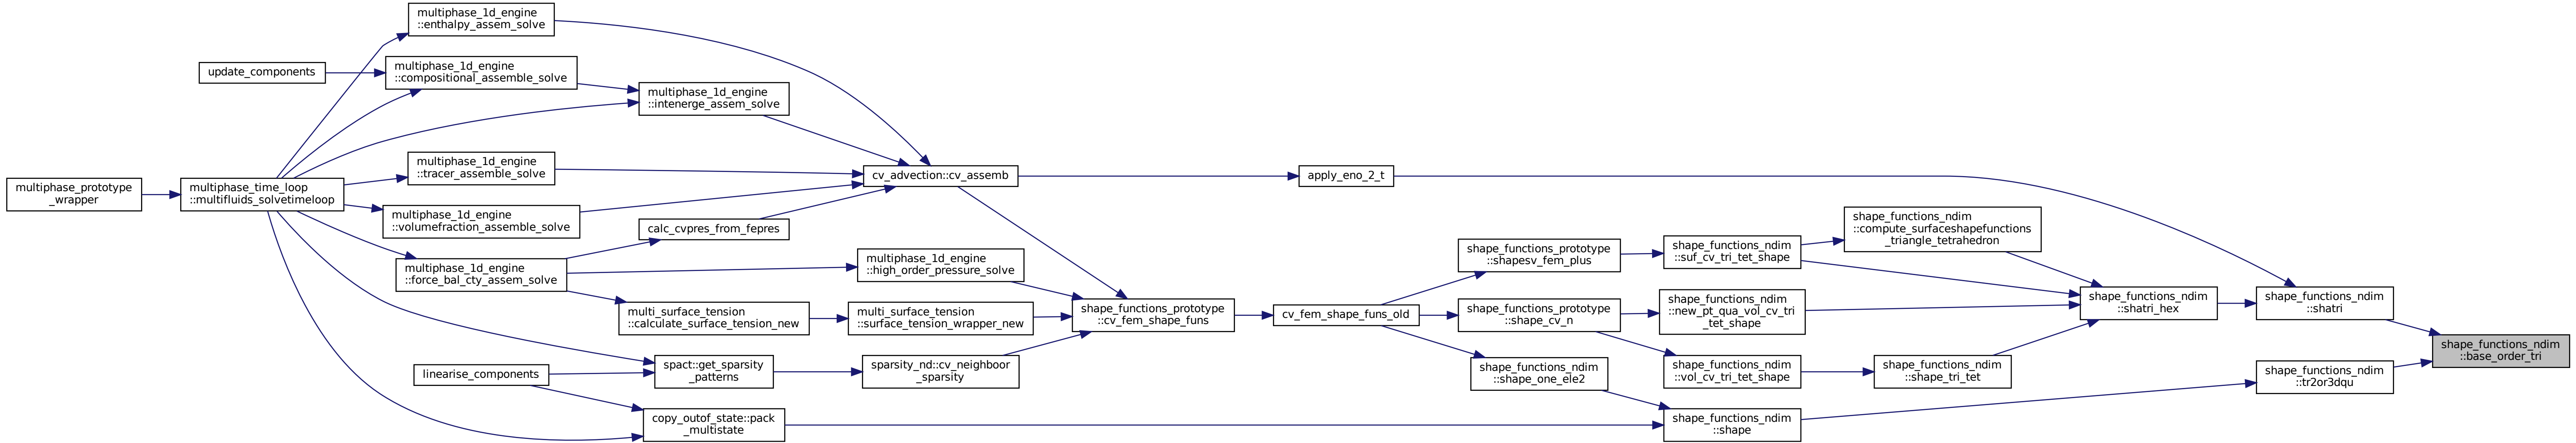 multiphase_prototype
_wrapper
update_components
multiphase_time_loop
::multifluids_solvetimeloop
multiphase_1d_engine
::enthalpy_assem_solve
multiphase_1d_engine
::compositional_assemble_solve
multiphase_1d_engine
::intenerge_assem_solve
multiphase_1d_engine
::tracer_assemble_solve
multiphase_1d_engine
::volumefraction_assemble_solve
calc_cvpres_from_fepres
multiphase_1d_engine
::force_bal_cty_assem_solve
multi_surface_tension
::calculate_surface_tension_new
linearise_components
spact::get_sparsity
_patterns
copy_outof_state::pack
_multistate
cv_advection::cv_assemb
multiphase_1d_engine
::high_order_pressure_solve
multi_surface_tension
::surface_tension_wrapper_new
sparsity_nd::cv_neighboor
_sparsity
shape_functions_prototype
::cv_fem_shape_funs
apply_eno_2_t
cv_fem_shape_funs_old
shape_functions_prototype
::shapesv_fem_plus
shape_functions_prototype
::shape_cv_n
shape_functions_ndim
::shape_one_ele2
shape_functions_ndim
::suf_cv_tri_tet_shape
shape_functions_ndim
::new_pt_qua_vol_cv_tri
_tet_shape
shape_functions_ndim
::vol_cv_tri_tet_shape
shape_functions_ndim
::shape
shape_functions_ndim
::compute_surfaceshapefunctions
_triangle_tetrahedron
shape_functions_ndim
::shape_tri_tet
shape_functions_ndim
::shatri_hex
shape_functions_ndim
::shatri
shape_functions_ndim
::tr2or3dqu
shape_functions_ndim
::base_order_tri